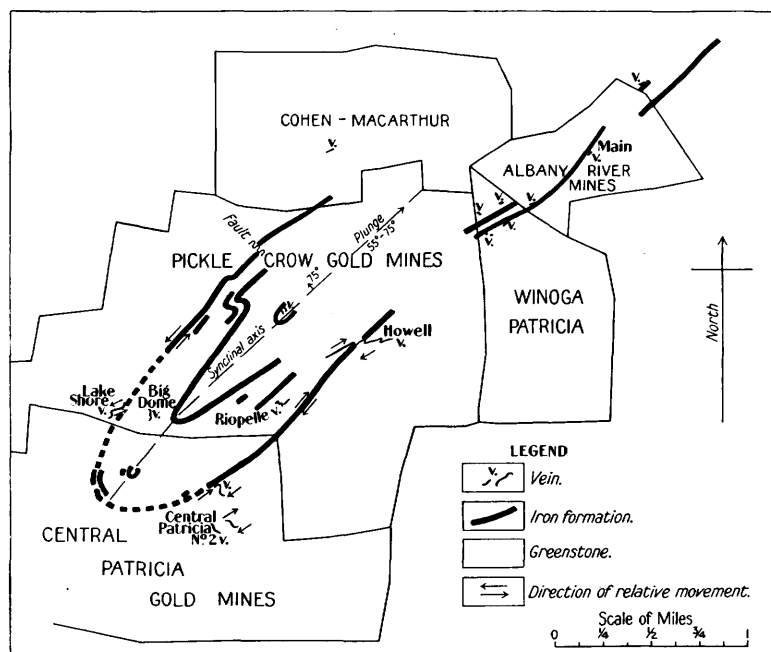 COHEN - MACARTHUR
v.
v.
Main
v.
ALBANY RIVER
MINES
v.
v.
v.
v.
v.
Fault
Plunge
55°-75°
PICKLE CROW GOLD MINES
75°
WINOGA
PATRICIA
North
Synclinal axis
Howell
v.
Lake
Shore
v.
Big
Dome
v.
Riopelle v.
v.
Central
Patricia
Nº 2 v.
CENTRAL
PATRICIA
GOLD MINES
LEGEND
v.
Vein.
Iron formation.
Greenstone.
Direction of relative movement.
Scale of Miles
0 ¼ ½ ¾ 1